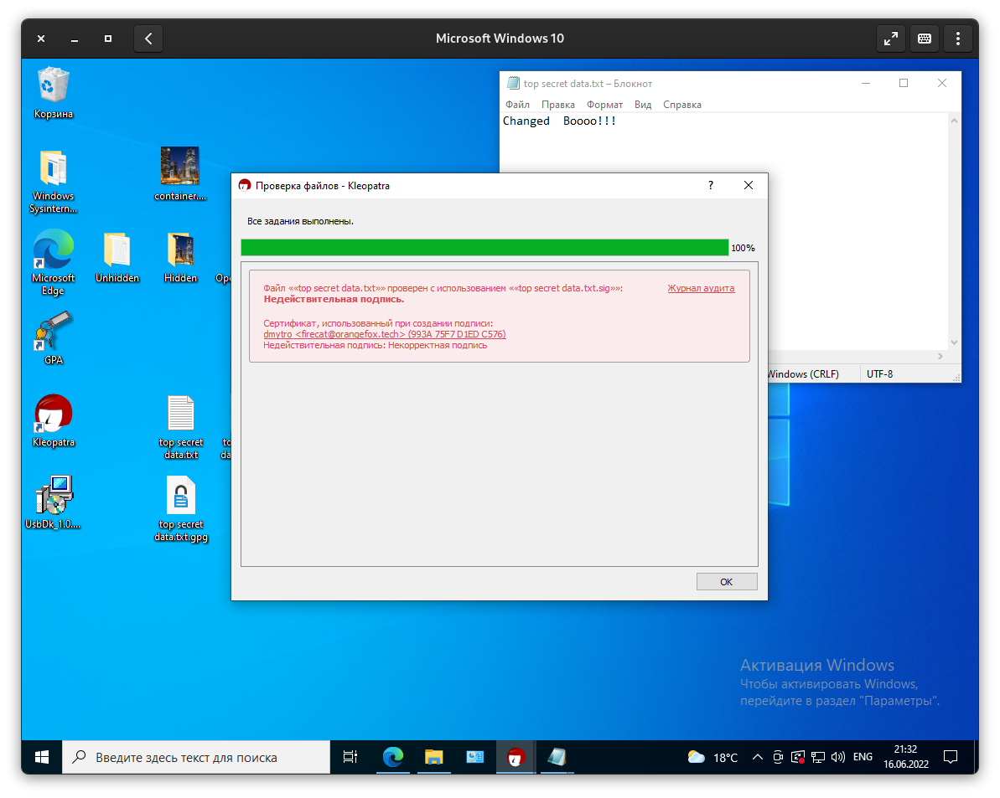 Microsoft Windows 10
Корзина
Windows
Sysintern...
container....
Microsoft
Edge
Unhidden
Hidden
Ope
GPA
Kleopatra
top secret
data.txt
to
da
UsbDk_1.0....
top secret
data.txt.gpg
top secret data.txt – Блокнот
Файл Правка Формат Вид Справка
Changed  Boooo!!!
Windows (CRLF) UTF-8
Проверка файлов - Kleopatra
?
Все задания выполнены.
100%
Файл ««top secret data.txt»» проверен с использованием ««top secret data.txt.sig»»: Журнал аудита
Недействительная подпись.
Сертификат, использованный при создании подписи:
dmytro <firecat@orangefox.tech> (993A 75F7 D1ED C576)
Недействительная подпись: Некорректная подпись
OK
Активация Windows
Чтобы активировать Windows,
перейдите в раздел "Параметры".
Введите здесь текст для поиска
18°C
ENG
21:32
16.06.2022